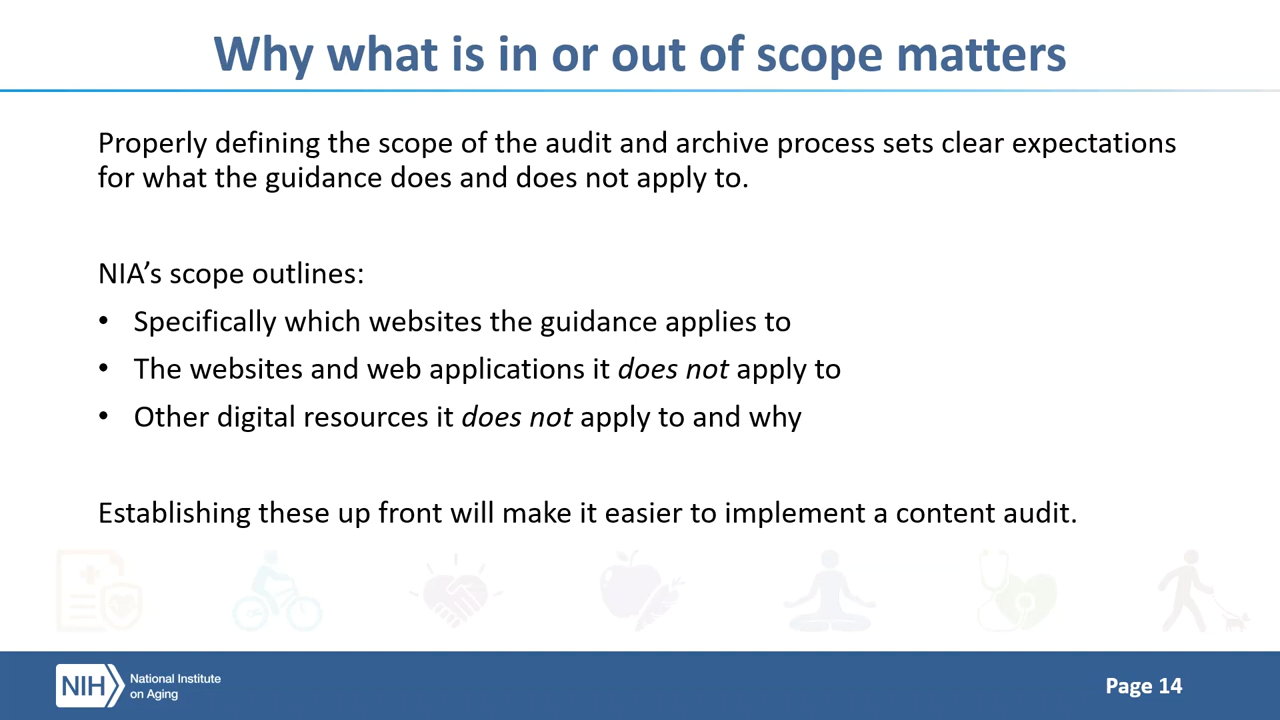 Why what is in or out of scope matters
Properly defining the scope of the audit and archive process sets clear expectations
for what the guidance does and does not apply to.
NIA’s scope outlines:
• Specifically which websites the guidance applies to
• The websites and web applications it does not apply to
• Other digital resources it does not apply to and why
Establishing these up front will make it easier to implement a content audit.
NIH
National Institute
on Aging
Page 14